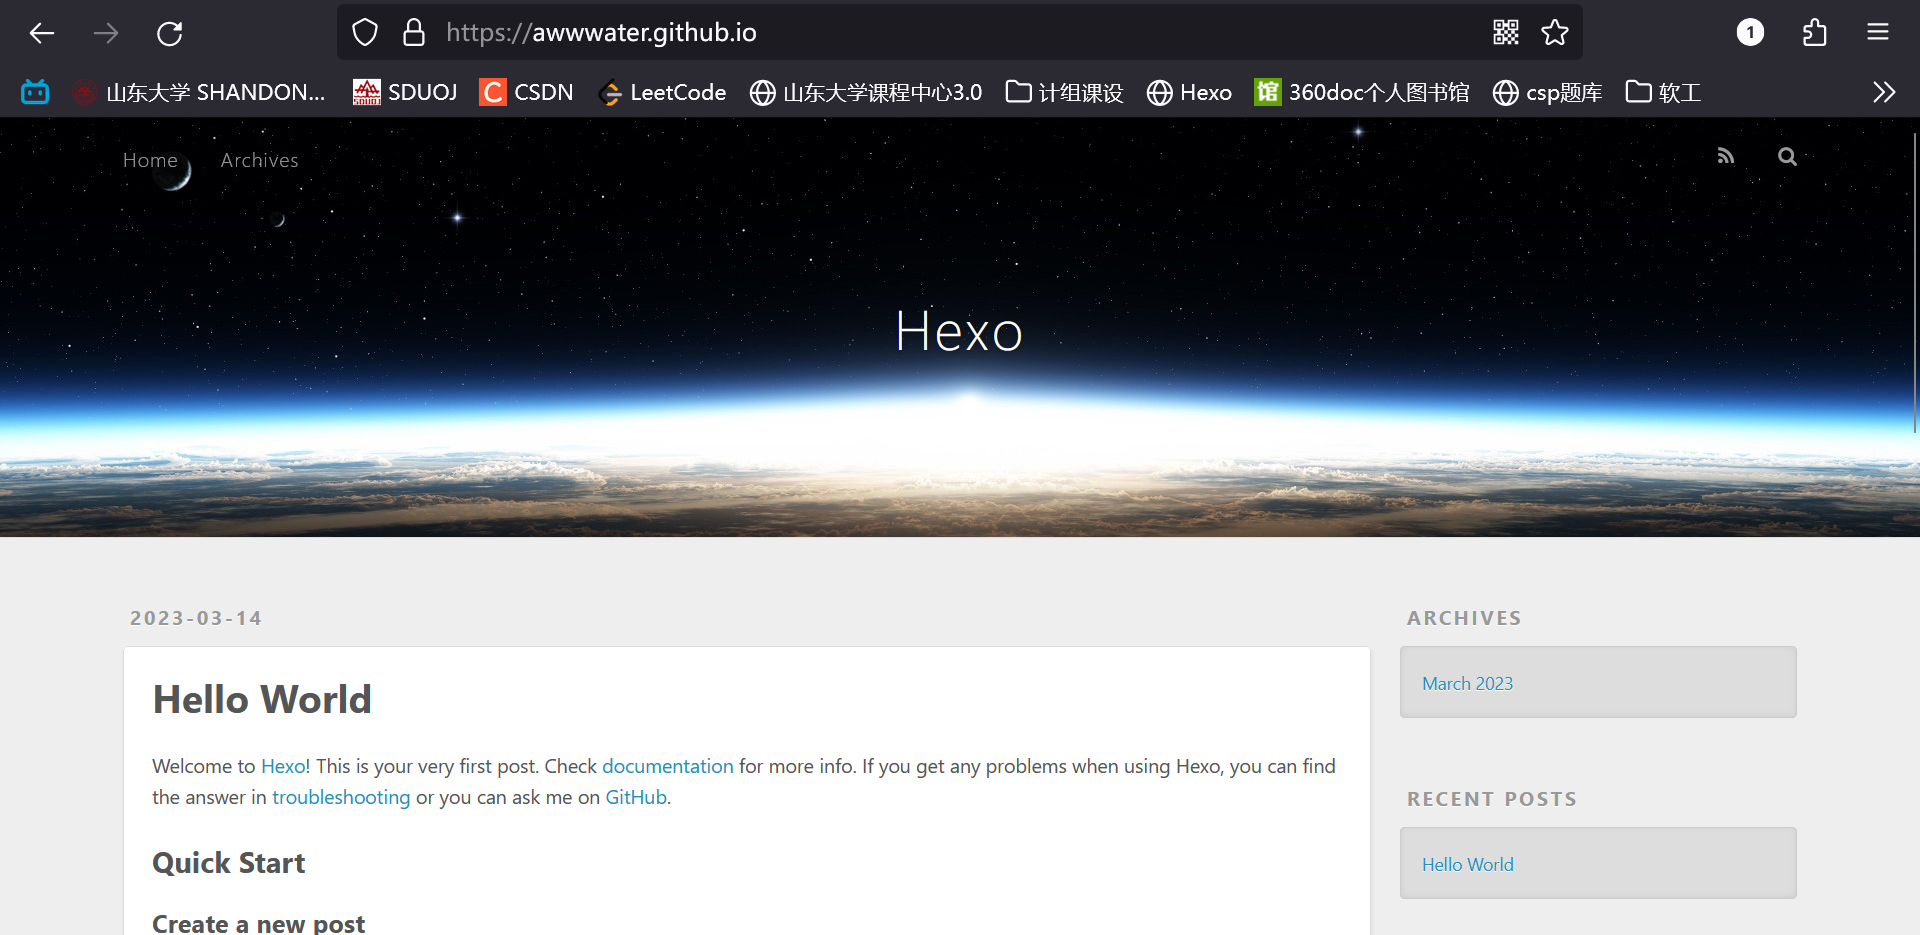 https://awwwater.github.io
1
山东大学 SHANDON...
SDUOJ
SDUOJ
C
CSDN
LeetCode
山东大学课程中心3.0
计组课设
Hexo
馆
360doc个人图书馆
csp题库
软工
Home
Archives
Hexo
2023-03-14
ARCHIVES
Hello World
March 2023
Welcome to Hexo! This is your very first post. Check documentation for more info. If you get any problems when using Hexo, you can find
the answer in troubleshooting or you can ask me on GitHub.
RECENT POSTS
Quick Start
Hello World
Create a new post